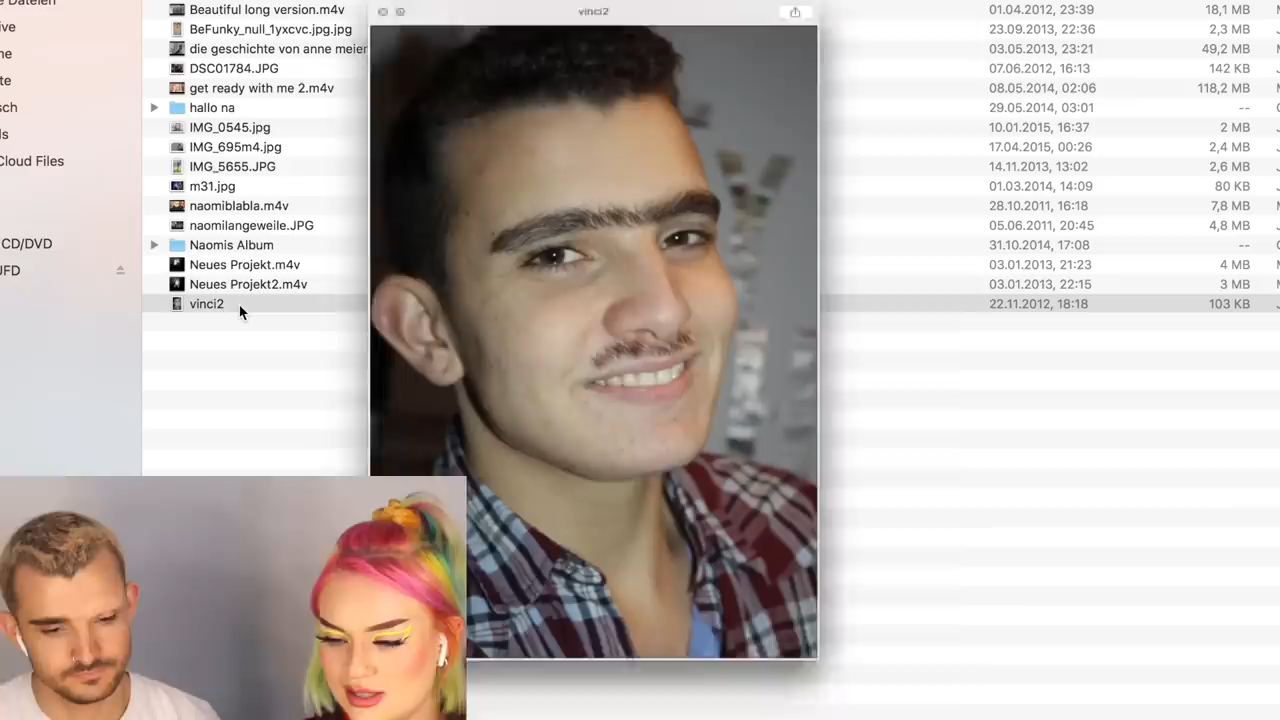 e Dateien
ive
me
te
sch
ls
Cloud Files
CD/DVD
JFD
vinci2
Beautiful long version.m4v 01.04.2012, 23:39 18,1 MB
BeFunky_null_1yxcvc.jpg.jpg 23.09.2013, 22:36 2,3 MB
die geschichte von anne meier 03.05.2013, 23:21 49,2 MB
DSC01784.JPG 07.06.2012, 16:13 142 KB
get ready with me 2.m4v 08.05.2014, 02:06 118,2 MB
hallo na 29.05.2014, 03:01 --
IMG_0545.jpg 10.01.2015, 16:37 2 MB
IMG_695m4.jpg 17.04.2015, 00:26 2,4 MB
IMG_5655.JPG 14.11.2013, 13:02 2,6 MB
m31.jpg 01.03.2014, 14:09 80 KB
naomiblabla.m4v 28.10.2011, 16:18 7,8 MB
naomilangeweile.JPG 05.06.2011, 20:45 4,8 MB
Naomis Album 31.10.2014, 17:08 --
Neues Projekt.m4v 03.01.2013, 21:23 4 MB
Neues Projekt2.m4v 03.01.2013, 22:15 3 MB
vinci2 22.11.2012, 18:18 103 KB